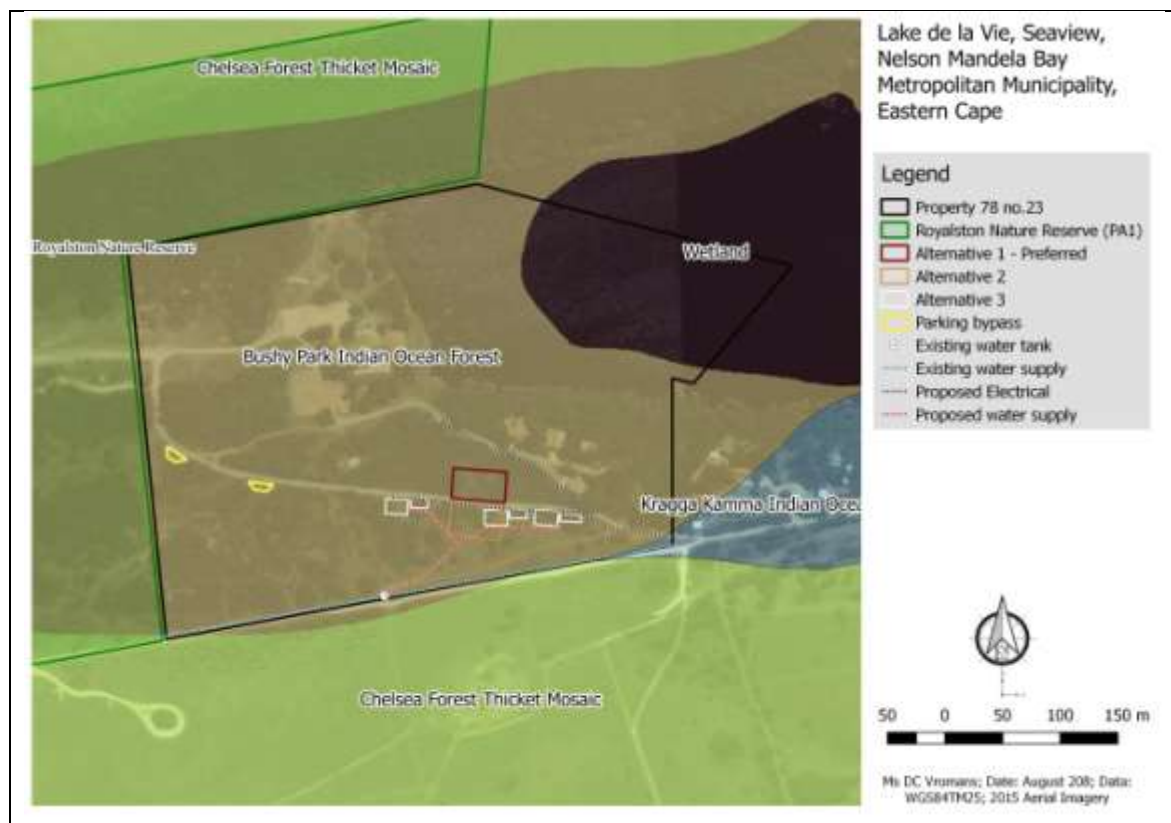 Lake de la Vie, Seaview,
Nelson Mandela Bay
Metropolitan Municipality,
Eastern Cape
Legend
Property 78 no.23
Royalston Nature Reserve (PA1)
Alternative 1 - Preferred
Alternative 2
Alternative 3
Parking bypass
Existing water tank
Existing water supply
Proposed Electrical
Proposed water supply
Chelsea Forest Thicket Mosaic
Royalston Nature Reserve
Wetland
Bushy Park Indian Ocean Forest
Kragga Kamma Indian Ocea
Chelsea Forest Thicket Mosaic
50 0 50 100 150 m
Ms DC Vromans; Date: August 208; Data:
WGS84TM25; 2015 Aerial Imagery